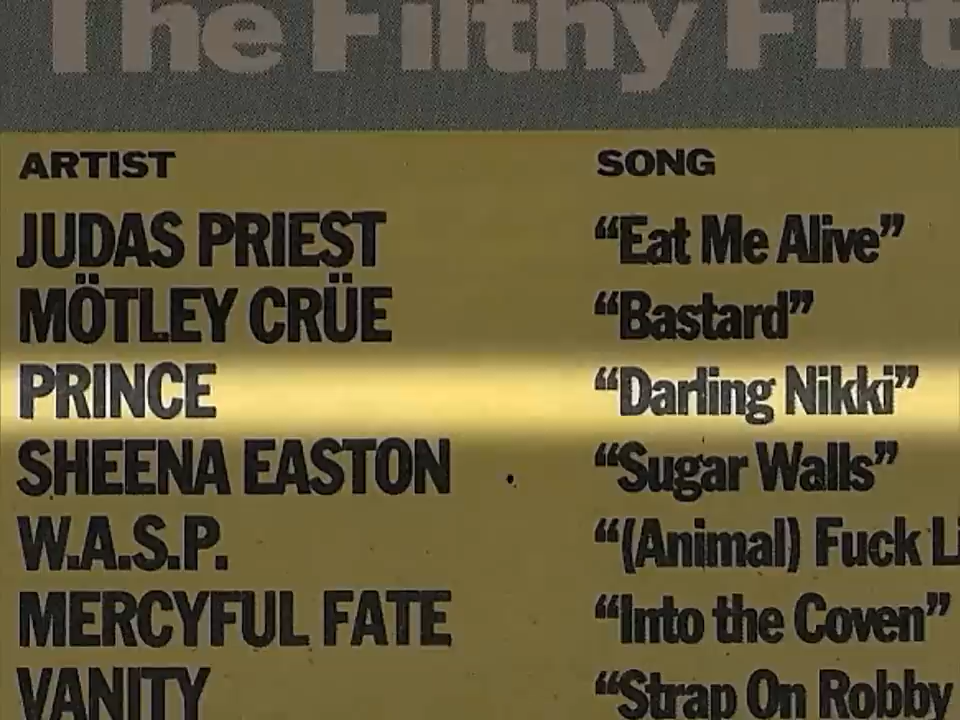 The Filthy Fift
ARTIST SONG
JUDAS PRIEST “Eat Me Alive”
MÖTLEY CRÜE “Bastard”
PRINCE “Darling Nikki”
SHEENA EASTON “Sugar Walls”
W.A.S.P. “(Animal) Fuck Li
MERCYFUL FATE “Into the Coven”
VANITY “Strap On Robby